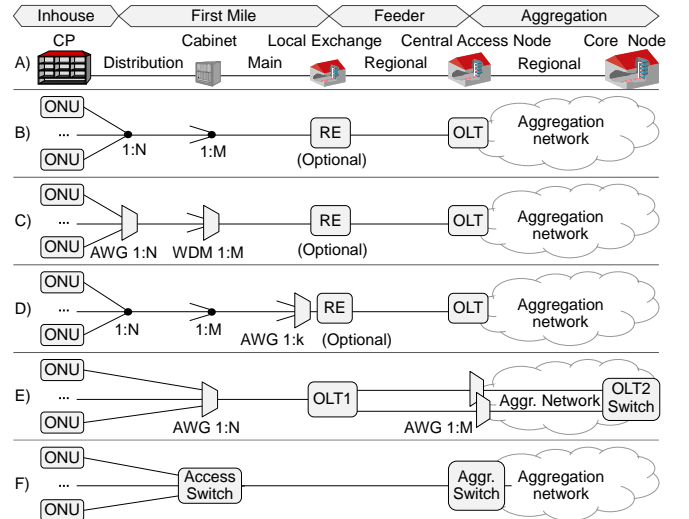 Inhouse First Mile Feeder Aggregation
CP Cabinet Local Exchange Central Access Node Core Node
A) Distribution Main Regional Regional
ONU
B) ... 1:N 1:M RE OLT Aggregation network
ONU (Optional)
ONU
C) ... RE OLT Aggregation network
ONU AWG 1:N WDM 1:M (Optional)
ONU
D) ... 1:N 1:M RE OLT Aggregation network
ONU AWG 1:k (Optional)
ONU
E) ... OLT1 Aggr. Network OLT2 Switch
ONU AWG 1:N AWG 1:M
ONU
F) ... Access Switch Aggr. Switch Aggregation network
ONU